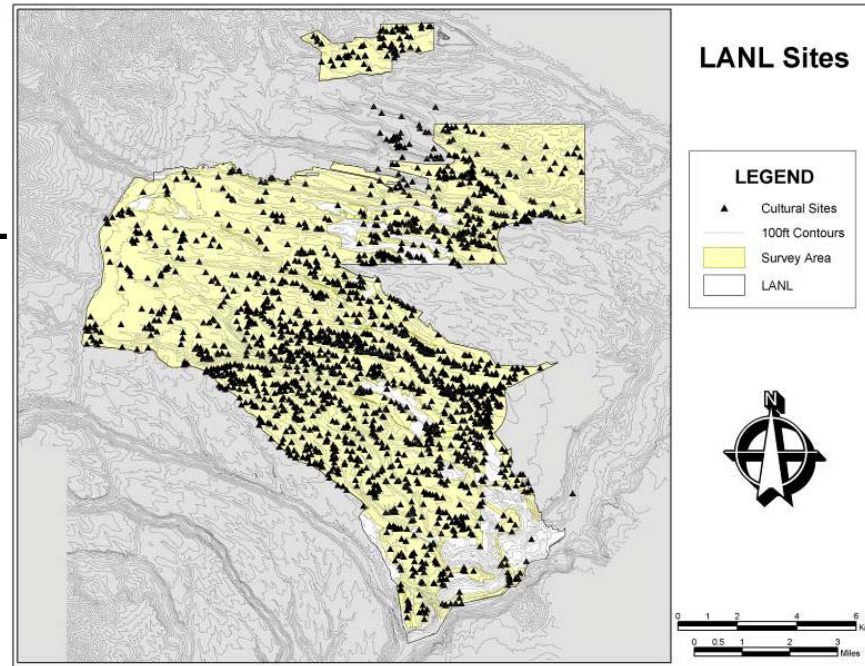 LANL Sites
LEGEND
Cultural Sites
100ft Contours
Survey Area
LANL
N
0 1 2 4 6
0 0.5 1 2 3
Miles